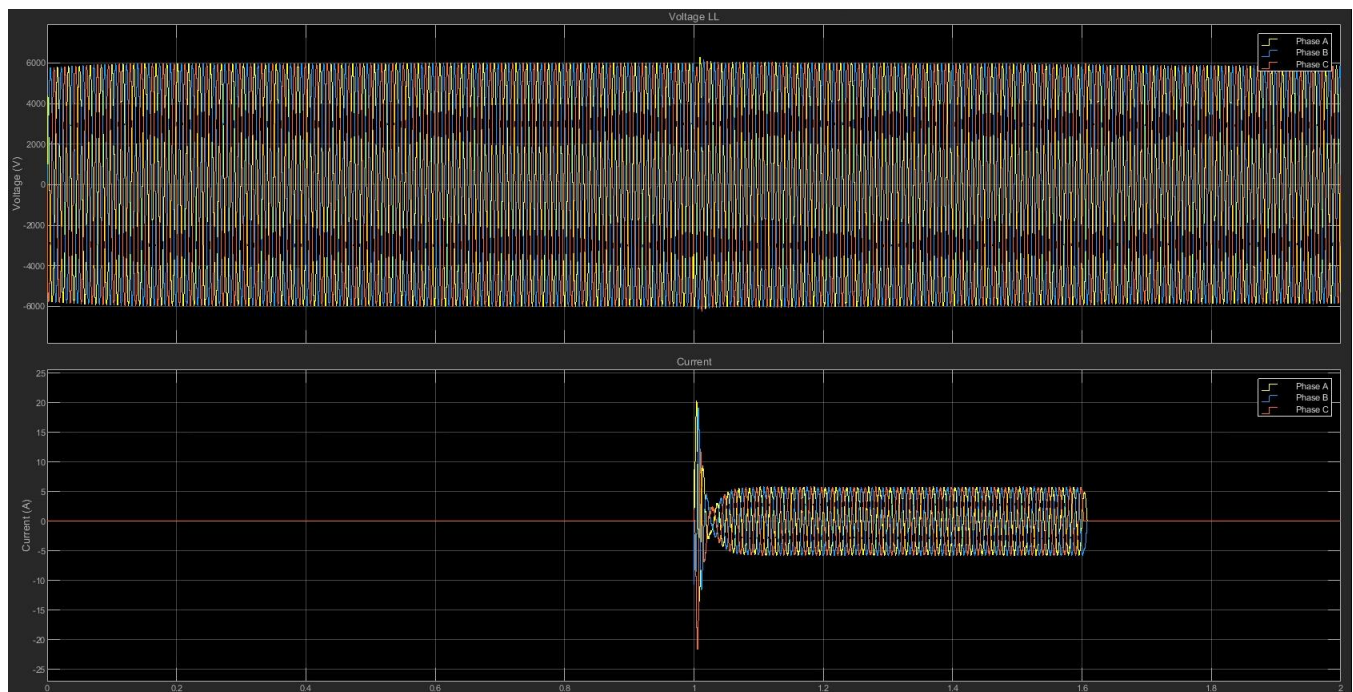 Voltage LL
Phase A
Phase B
Phase C
6000
4000
2000
0
-2000
-4000
-6000
Voltage (V)
Current
Phase A
Phase B
Phase C
25
20
15
10
5
0
-5
-10
-15
-20
-25
Current (A)
0
0.2
0.4
0.6
0.8
1
1.2
1.4
1.6
1.8
2